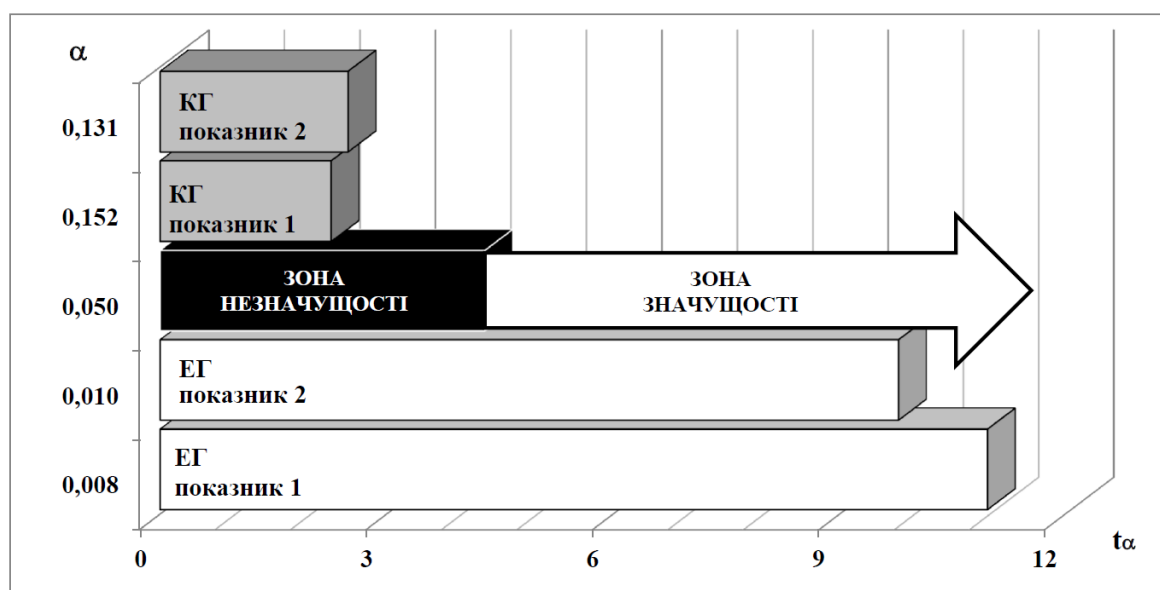 α
0,131
КГ
показник 2
0,152
КГ
показник 1
0,050
ЗОНА
НЕЗНАЧУЩОСТІ
ЗОНА
ЗНАЧУЩОСТІ
0,010
ЕГ
показник 2
0,008
ЕГ
показник 1
0
3
6
9
12
tα